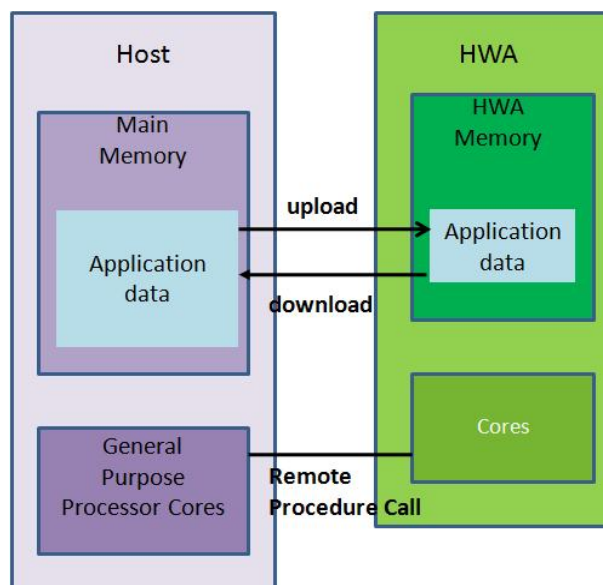 Host
HWA
Main
Memory
HWA
Memory
upload
Application
data
Application
data
download
Cores
General
Purpose
Processor Cores
Remote
Procedure Call